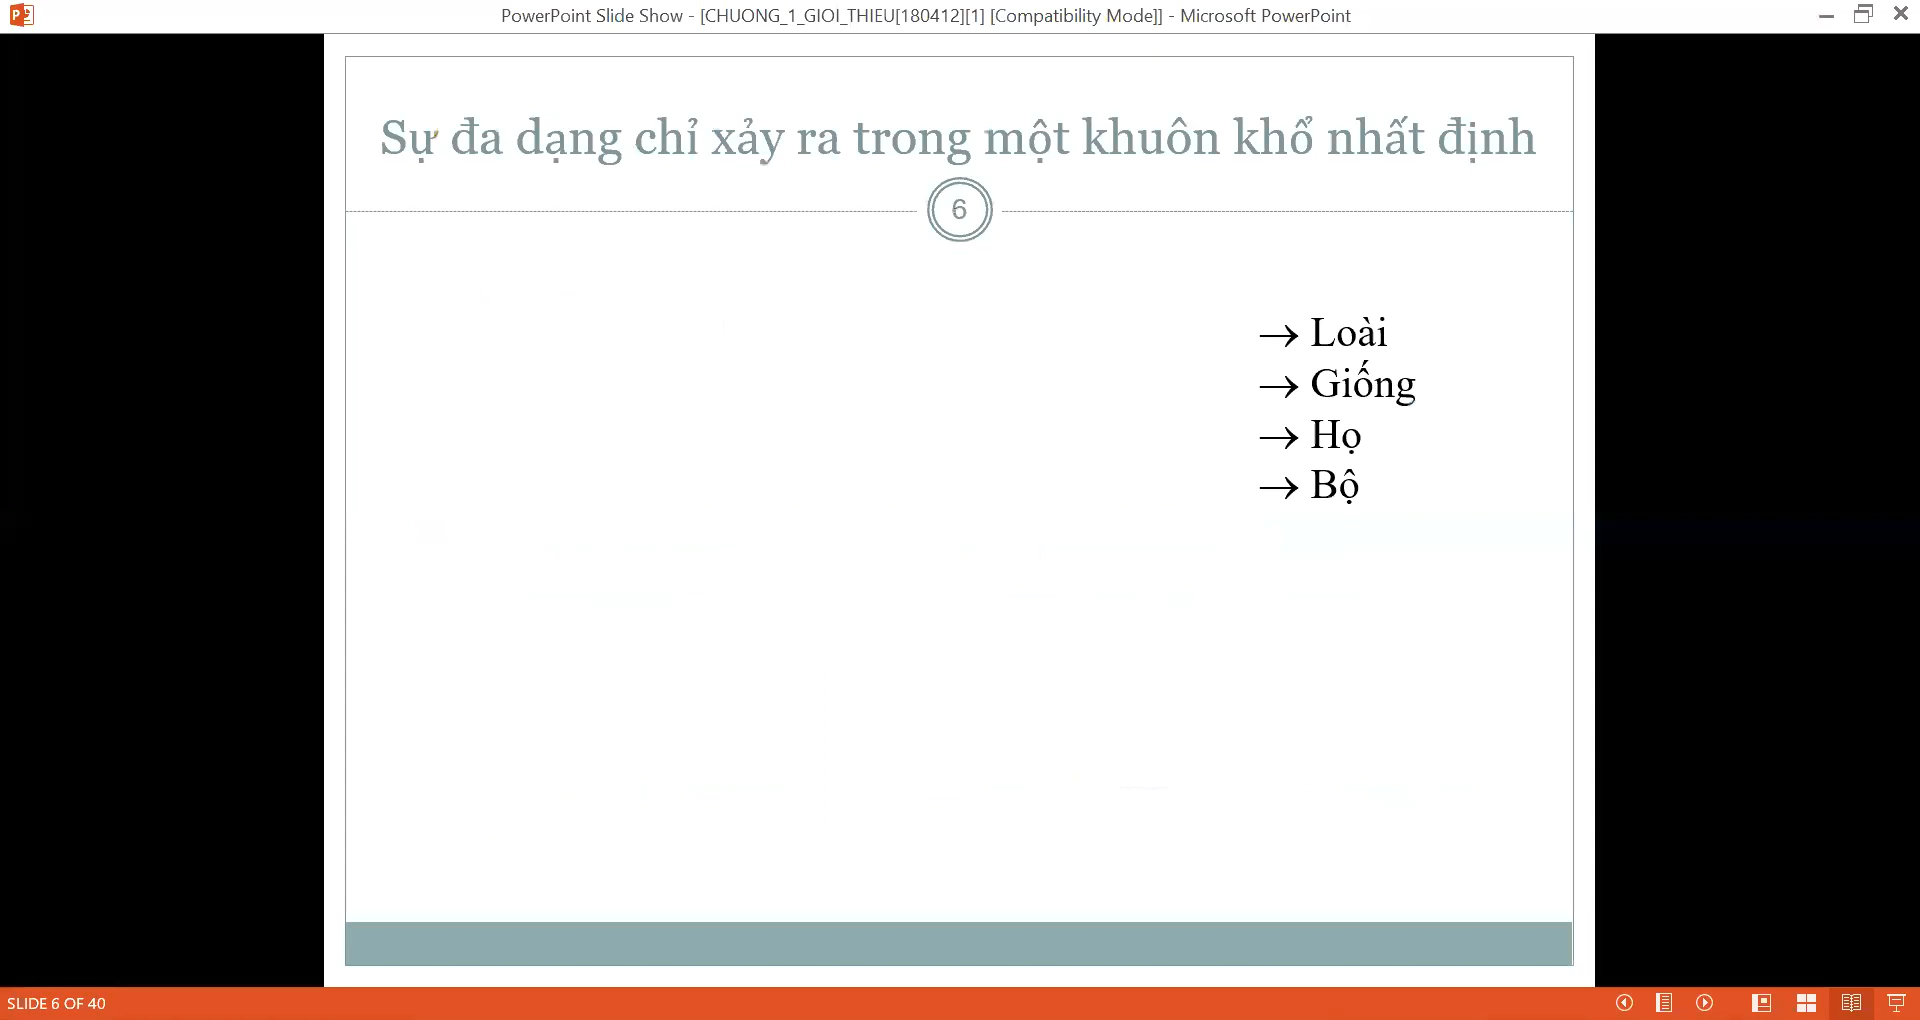 PowerPoint Slide Show - [CHUONG_1_GIOI_THIEU[180412][1] [Compatibility Mode]] - Microsoft PowerPoint
Sự đa dạng chỉ xảy ra trong một khuôn khổ nhất định
6
→ Loài
→ Giống
→ Họ
→ Bộ
SLIDE 6 OF 40